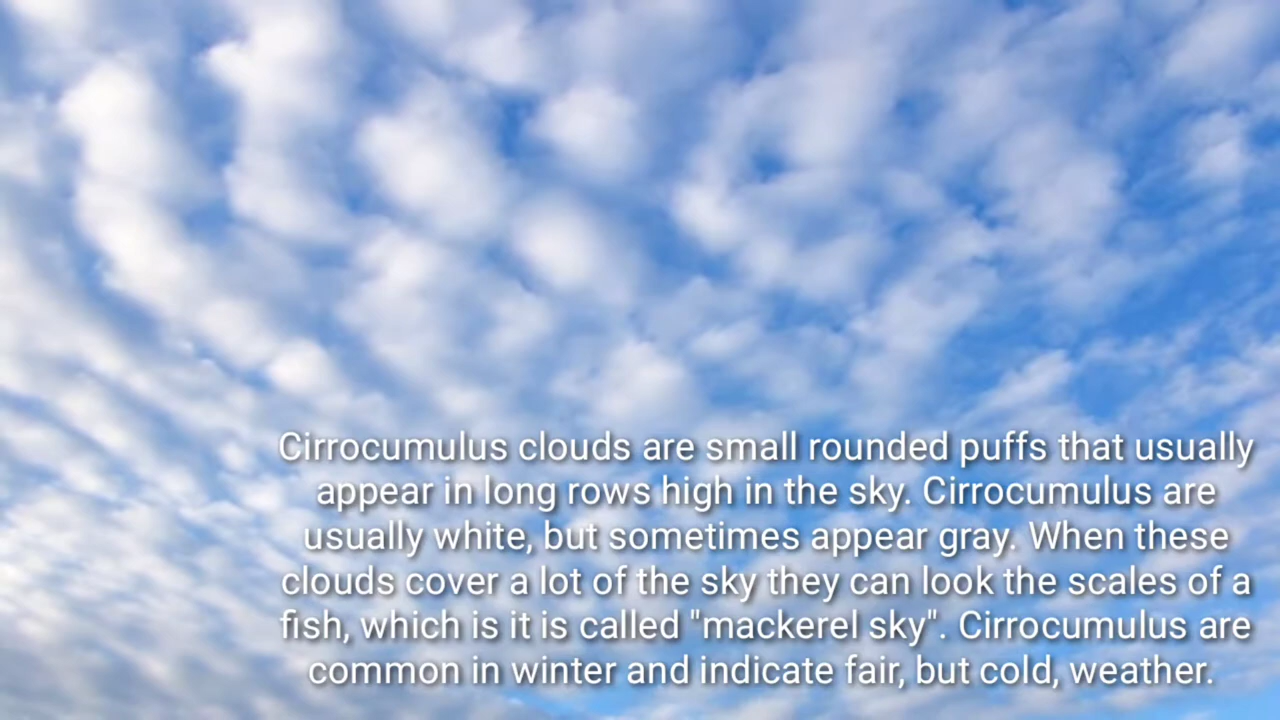 Cirrocumulus clouds are small rounded puffs that usually
appear in long rows high in the sky. Cirrocumulus are
usually white, but sometimes appear gray. When these
clouds cover a lot of the sky they can look the scales of a
fish, which is it is called "mackerel sky". Cirrocumulus are
common in winter and indicate fair, but cold, weather.